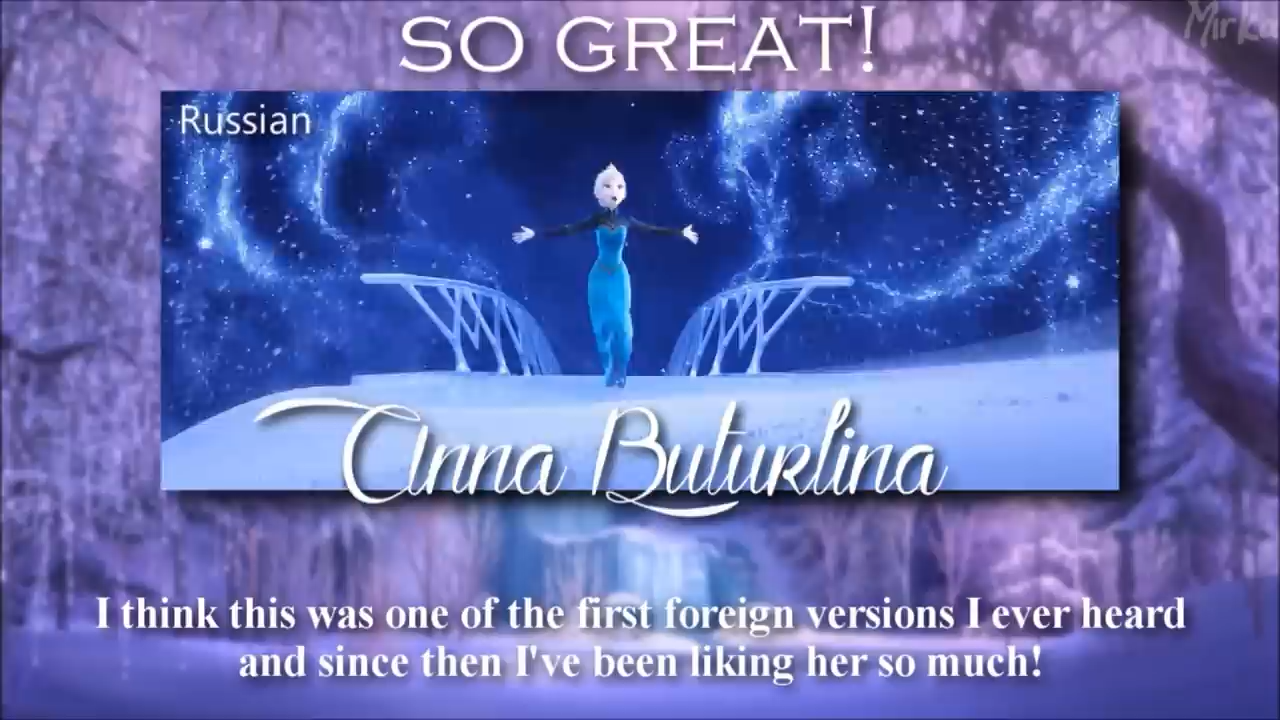 Mirka
SO GREAT!
Russian
Anna Buturlina
I think this was one of the first foreign versions I ever heard
and since then I've been liking her so much!